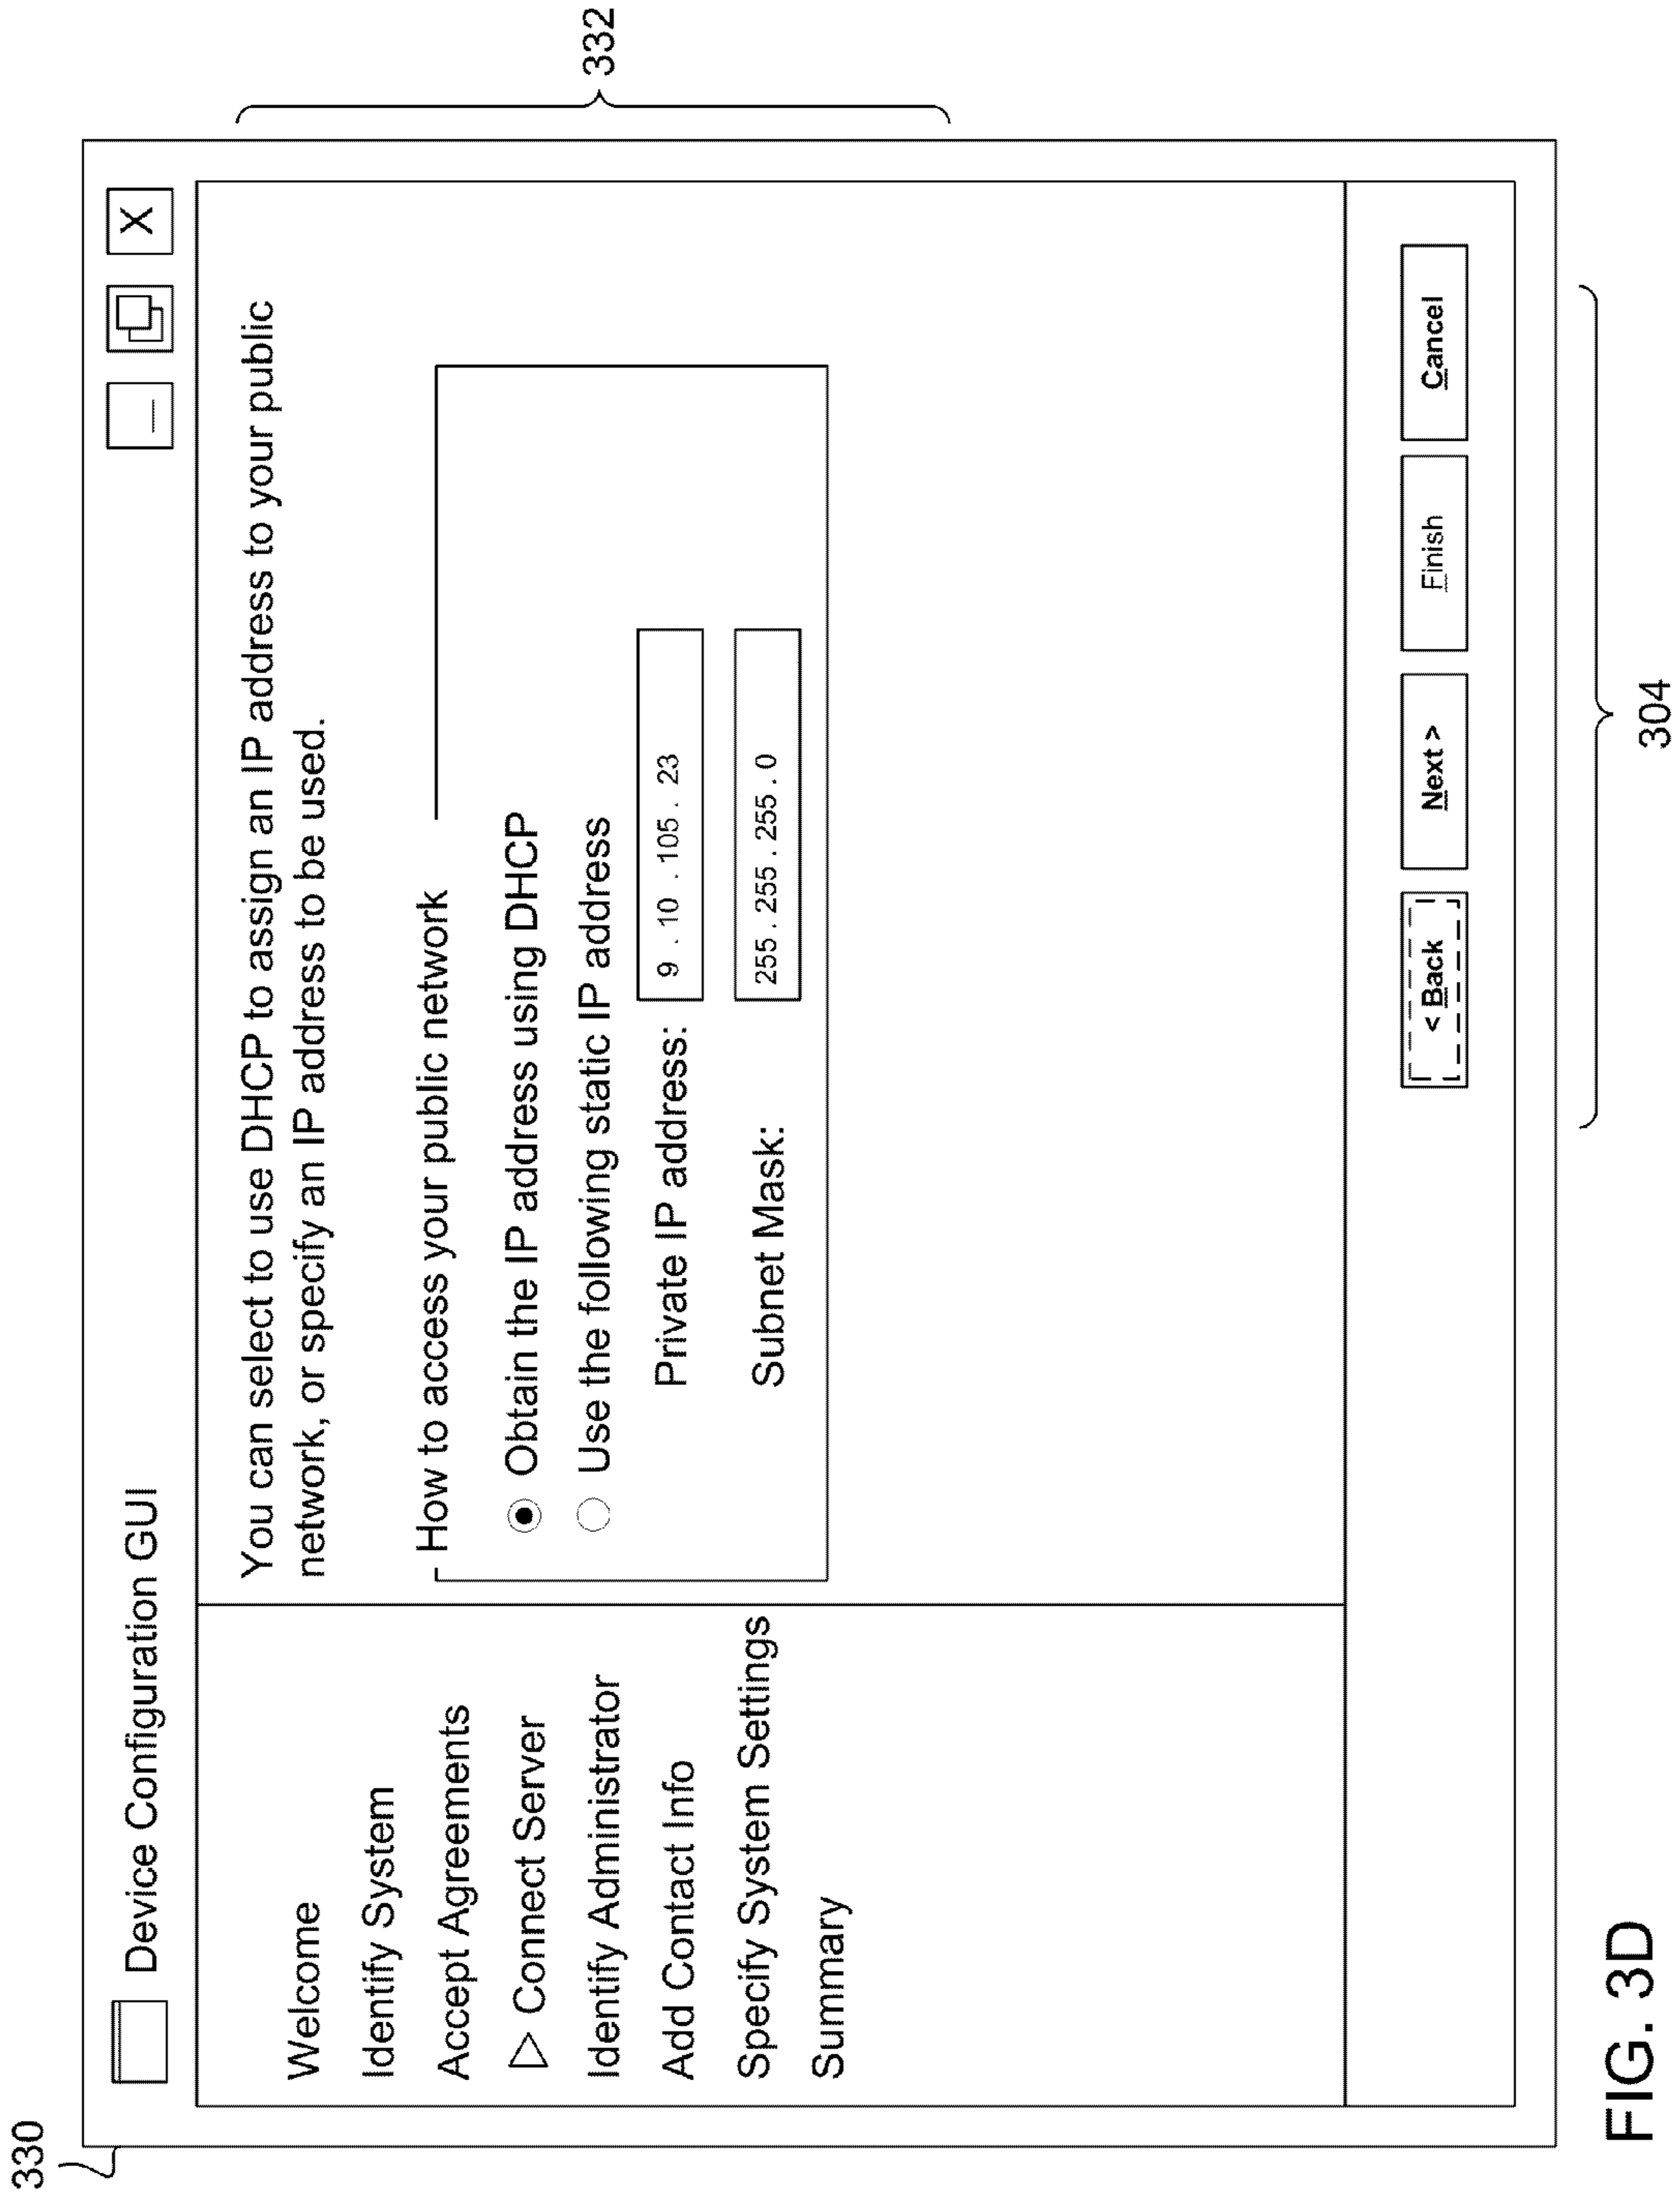 330
Device Configuration GUI
X
Welcome
Identify System
Accept Agreements
Connect Server
Identify Administrator
Add Contact Info
Specify System Settings
Summary
You can select to use DHCP to assign an IP address to your public
network, or specify an IP address to be used.
How to access your public network
Obtain the IP address using DHCP
Use the following static IP address
Private IP address: 9 . 10 . 105 . 23
Subnet Mask: 255 . 255 . 255 . 0
332
< Back Next > Finish Cancel
304
FIG. 3D